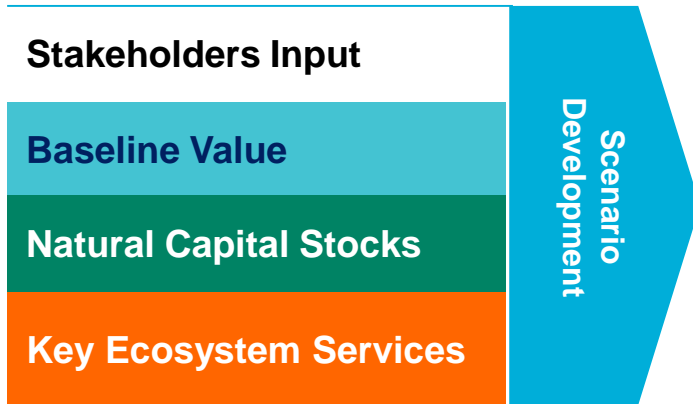 Stakeholders Input
Baseline Value
Natural Capital Stocks
Key Ecosystem Services
Scenario
Development